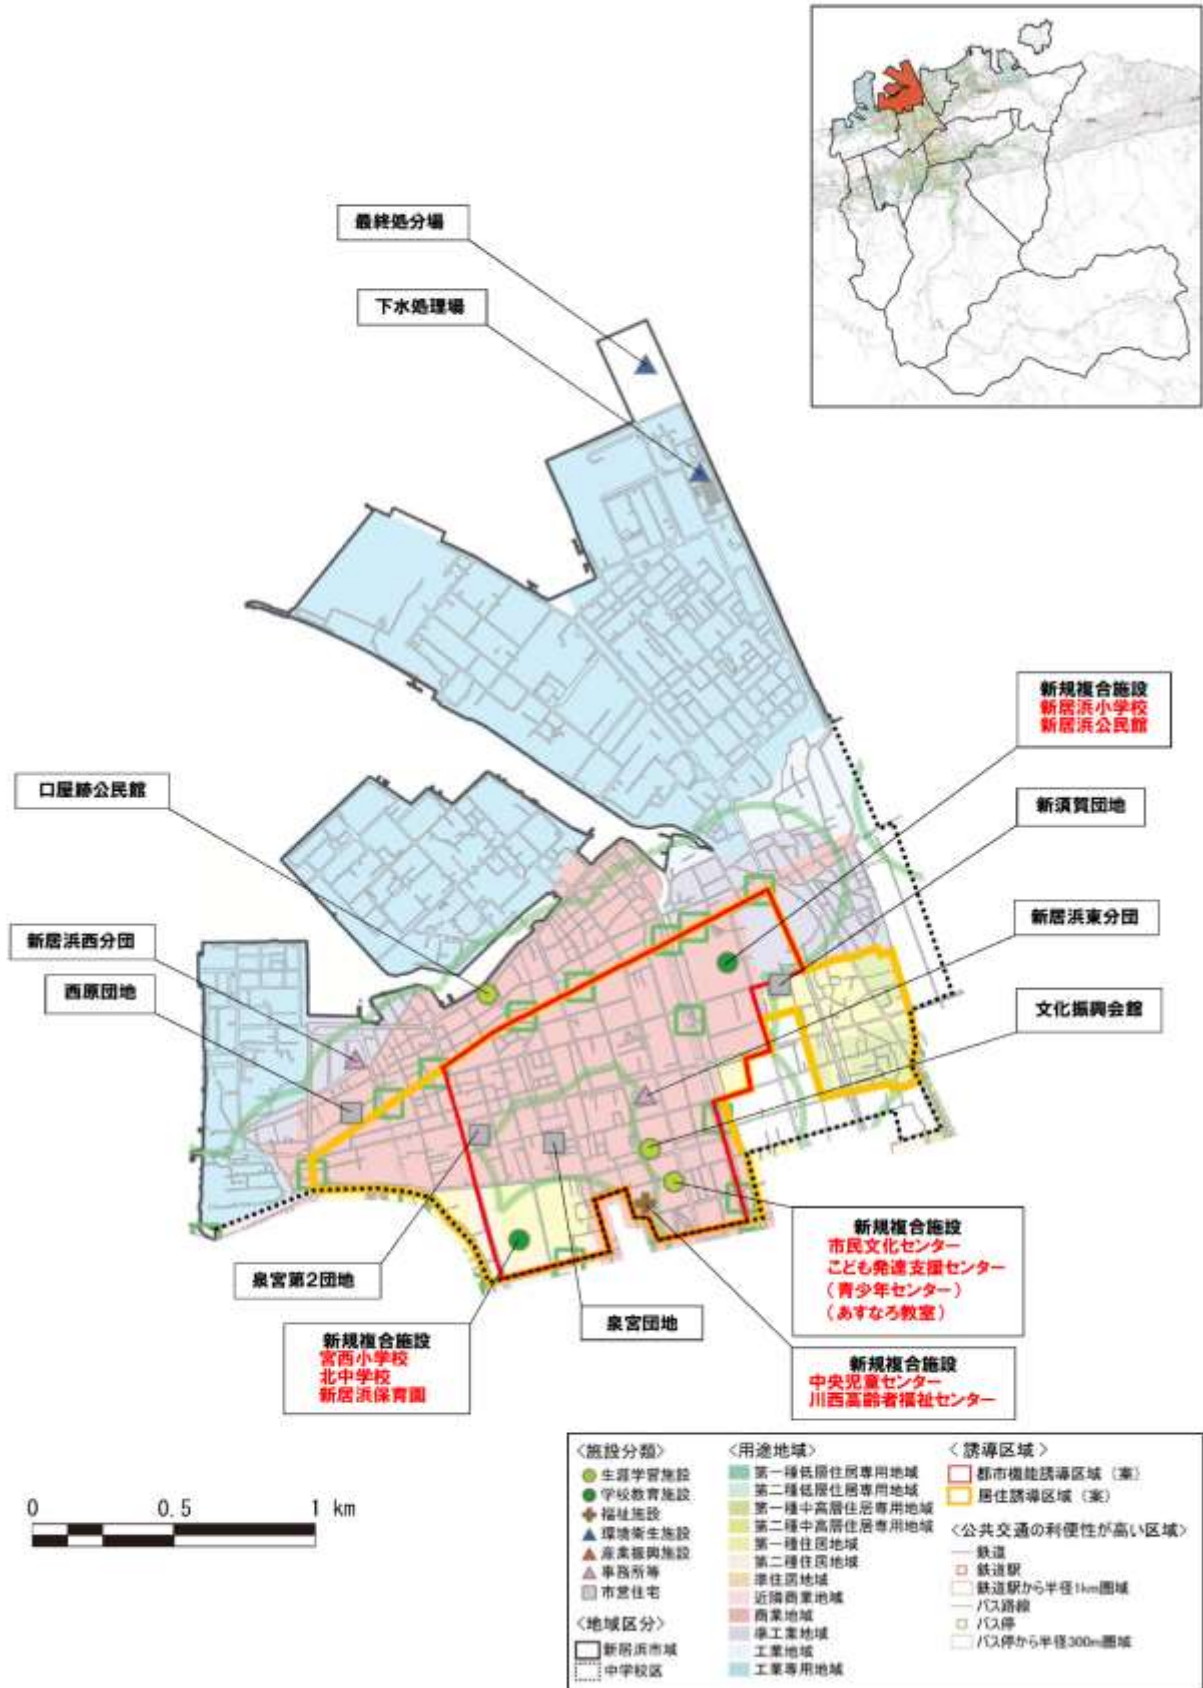 最終処分場
下水処理場
新規複合施設
新居浜小学校
新居浜公民館
口屋跡公民館
新須賀団地
新居浜西分団
新居浜東分団
西原団地
文化振興会館
泉宮第2団地
泉宮団地
新規複合施設
市民文化センター
こども発達支援センター
(青少年センター)
(あすなろ教室)
新規複合施設
宮西小学校
北中学校
新居浜保育園
新規複合施設
中央児童センター
川西高齢者福祉センター
0 0.5 1 km
〈施設分類〉
生涯学習施設
学校教育施設
福祉施設
環境衛生施設
産業振興施設
事務所等
市営住宅
〈地域区分〉
新居浜市域
中学校区
〈用途地域〉
第一種低層住居専用地域
第二種低層住居専用地域
第一種中高層住居専用地域
第二種中高層住居専用地域
第一種住居地域
第二種住居地域
準住居地域
近隣商業地域
商業地域
準工業地域
工業地域
工業専用地域
〈誘導区域〉
都市機能誘導区域(案)
居住誘導区域(案)
〈公共交通の利便性が高い区域〉
鉄道
鉄道駅
鉄道駅から半径1km圏域
バス路線
バス停
バス停から半径300m圏域